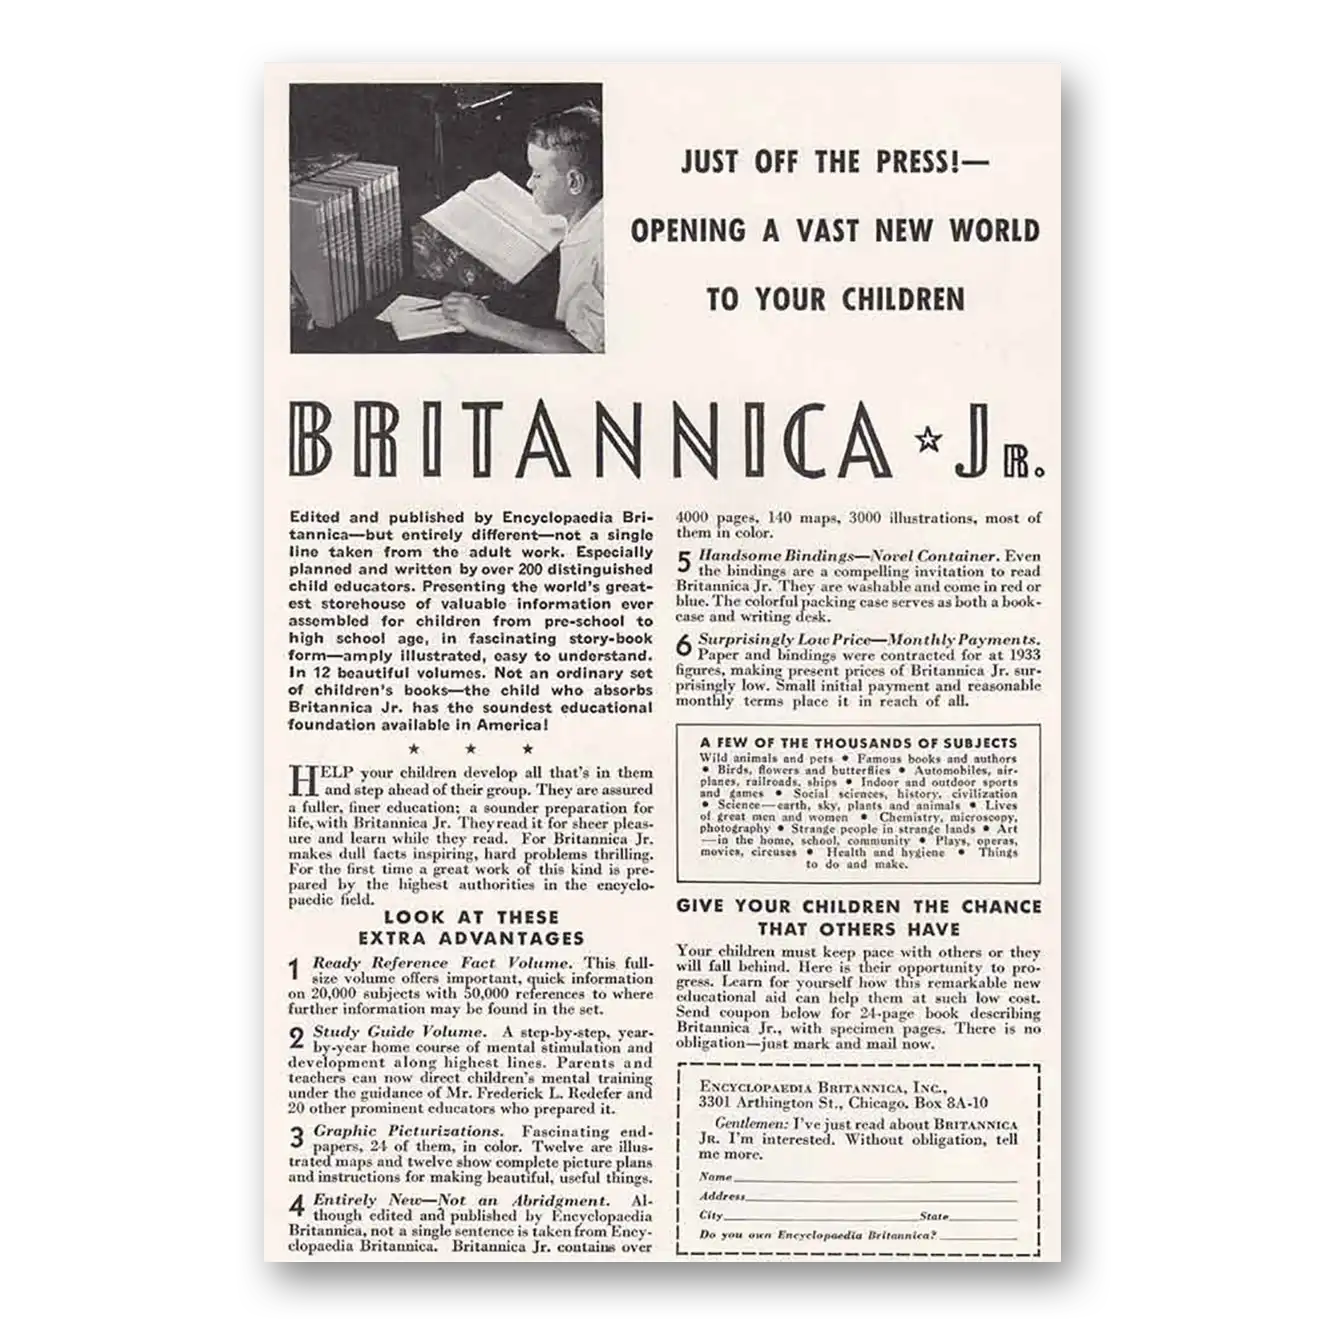 JUST OFF THE PRESS!—
OPENING A VAST NEW WORLD
TO YOUR CHILDREN
BRITANNICA ☆ JR.
Edited and published by Encyclopaedia Bri-
tannica—but entirely different—not a single
line taken from the adult work. Especially
planned and written by over 200 distinguished
child educators. Presenting the world's great-
est storehouse of valuable information ever
assembled for children from pre-school to
high school age, in fascinating story-book
form—amply illustrated, easy to understand.
In 12 beautiful volumes. Not an ordinary set
of children's books—the child who absorbs
Britannica Jr. has the soundest educational
foundation available in America!
★ ★ ★
HELP your children develop all that's in them
and step ahead of their group. They are assured
a fuller, finer education; a sounder preparation for
life, with Britannica Jr. They read it for sheer pleas-
ure and learn while they read. For Britannica Jr.
makes dull facts inspiring, hard problems thrilling.
For the first time a great work of this kind is pre-
pared by the highest authorities in the encyclo-
paedic field.
LOOK AT THESE
EXTRA ADVANTAGES
1 Ready Reference Fact Volume. This full-
size volume offers important, quick information
on 20,000 subjects with 50,000 references to where
further information may be found in the set.
2 Study Guide Volume. A step-by-step, year-
by-year home course of mental stimulation and
development along highest lines. Parents and
teachers can now direct children's mental training
under the guidance of Mr. Frederick L. Redefer and
20 other prominent educators who prepared it.
3 Graphic Picturizations. Fascinating end-
papers, 24 of them, in color. Twelve are illus-
trated maps and twelve show complete picture plans
and instructions for making beautiful, useful things.
4 Entirely New—Not an Abridgment. Al-
though edited and published by Encyclopaedia
Britannica, not a single sentence is taken from Ency-
clopaedia Britannica. Britannica Jr. contains over
4000 pages, 140 maps, 3000 illustrations, most of
them in color.
5 Handsome Bindings—Novel Container. Even
the bindings are a compelling invitation to read
Britannica Jr. They are washable and come in red or
blue. The colorful packing case serves as both a book-
case and writing desk.
6 Surprisingly Low Price—Monthly Payments.
Paper and bindings were contracted for at 1933
figures, making present prices of Britannica Jr. sur-
prisingly low. Small initial payment and reasonable
monthly terms place it in reach of all.
A FEW OF THE THOUSANDS OF SUBJECTS
Wild animals and pets • Famous books and authors
• Birds, flowers and butterflies • Automobiles, air-
planes, railroads, ships • Indoor and outdoor sports
and games • Social sciences, history, civilization
• Science—earth, sky, plants and animals • Lives
of great men and women • Chemistry, microscopy,
photography • Strange people in strange lands • Art
—in the home, school, community • Plays, operas,
movies, circuses • Health and hygiene • Things
to do and make.
GIVE YOUR CHILDREN THE CHANCE
THAT OTHERS HAVE
Your children must keep pace with others or they
will fall behind. Here is their opportunity to pro-
gress. Learn for yourself how this remarkable new
educational aid can help them at such low cost.
Send coupon below for 24-page book describing
Britannica Jr., with specimen pages. There is no
obligation—just mark and mail now.
ENCYCLOPAEDIA BRITANNICA, INC.,
3301 Arthington St., Chicago. Box 8A-10
Gentlemen: I've just read about BRITANNICA
JR. I'm interested. Without obligation, tell
me more.
Name
Address
City State
Do you own Encyclopaedia Britannica?